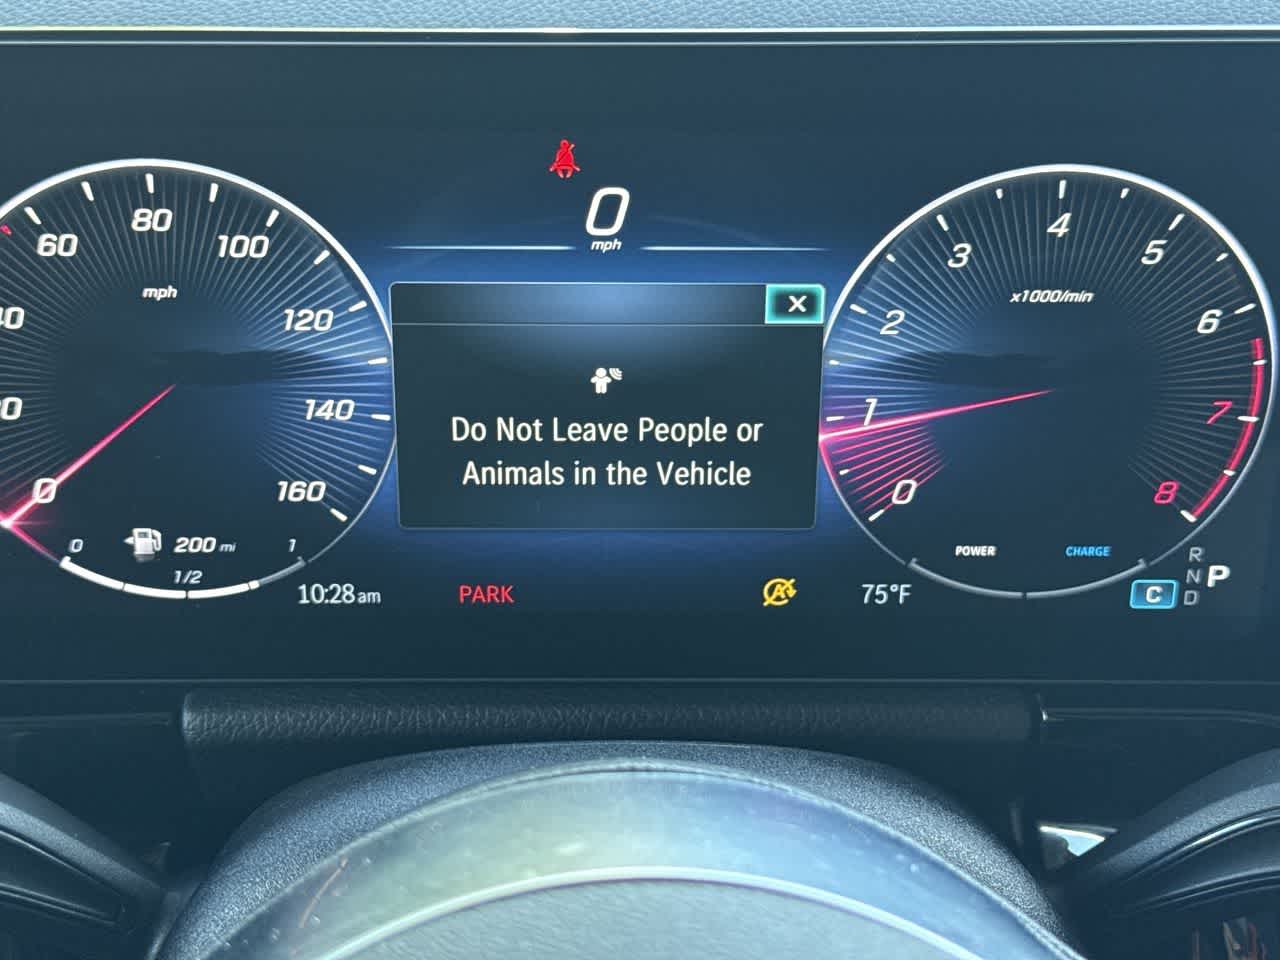 0
mph
60
80
100
120
140
160
mph
0
0
1
200 mi
1/2
10:28am
PARK
X
Do Not Leave People or
Animals in the Vehicle
A
75°F
0
1
2
3
4
5
6
7
8
x1000/min
POWER
CHARGE
C
R
N
D
P